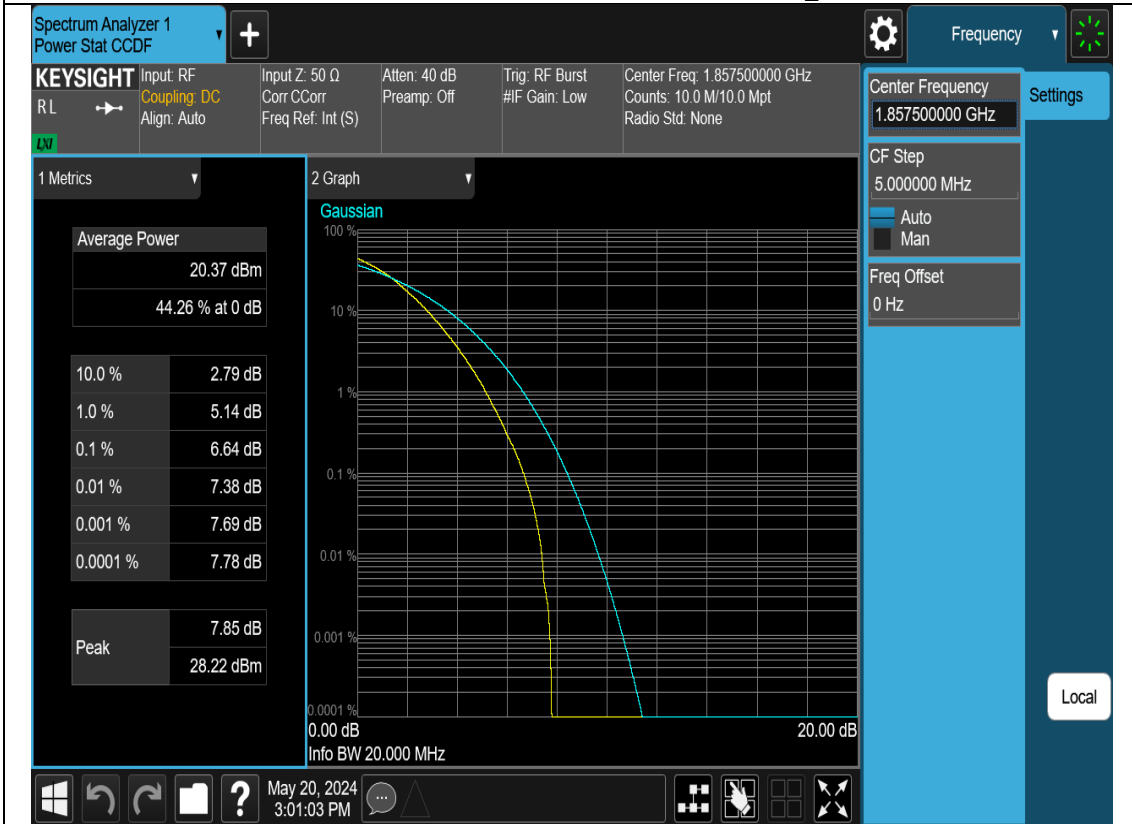 Spectrum Analyzer 1
Power Stat CCDF
Frequency
KEYSIGHT
RL
LXI
Input: RF
Coupling: DC
Align: Auto
Input Z: 50 Ω
Corr CCorr
Freq Ref: Int (S)
Atten: 40 dB
Preamp: Off
Trig: RF Burst
#IF Gain: Low
Center Freq: 1.857500000 GHz
Counts: 10.0 M/10.0 Mpt
Radio Std: None
Center Frequency
1.857500000 GHz
Settings
CF Step
5.000000 MHz
Auto
Man
Freq Offset
0 Hz
Local
1 Metrics
Average Power
20.37 dBm
44.26 % at 0 dB
10.0 % 2.79 dB
1.0 % 5.14 dB
0.1 % 6.64 dB
0.01 % 7.38 dB
0.001 % 7.69 dB
0.0001 % 7.78 dB
Peak
7.85 dB
28.22 dBm
2 Graph
Gaussian
100 %
10 %
1 %
0.1 %
0.01 %
0.001 %
0.0001 %
0.00 dB 20.00 dB
Info BW 20.000 MHz
?
May 20, 2024
3:01:03 PM